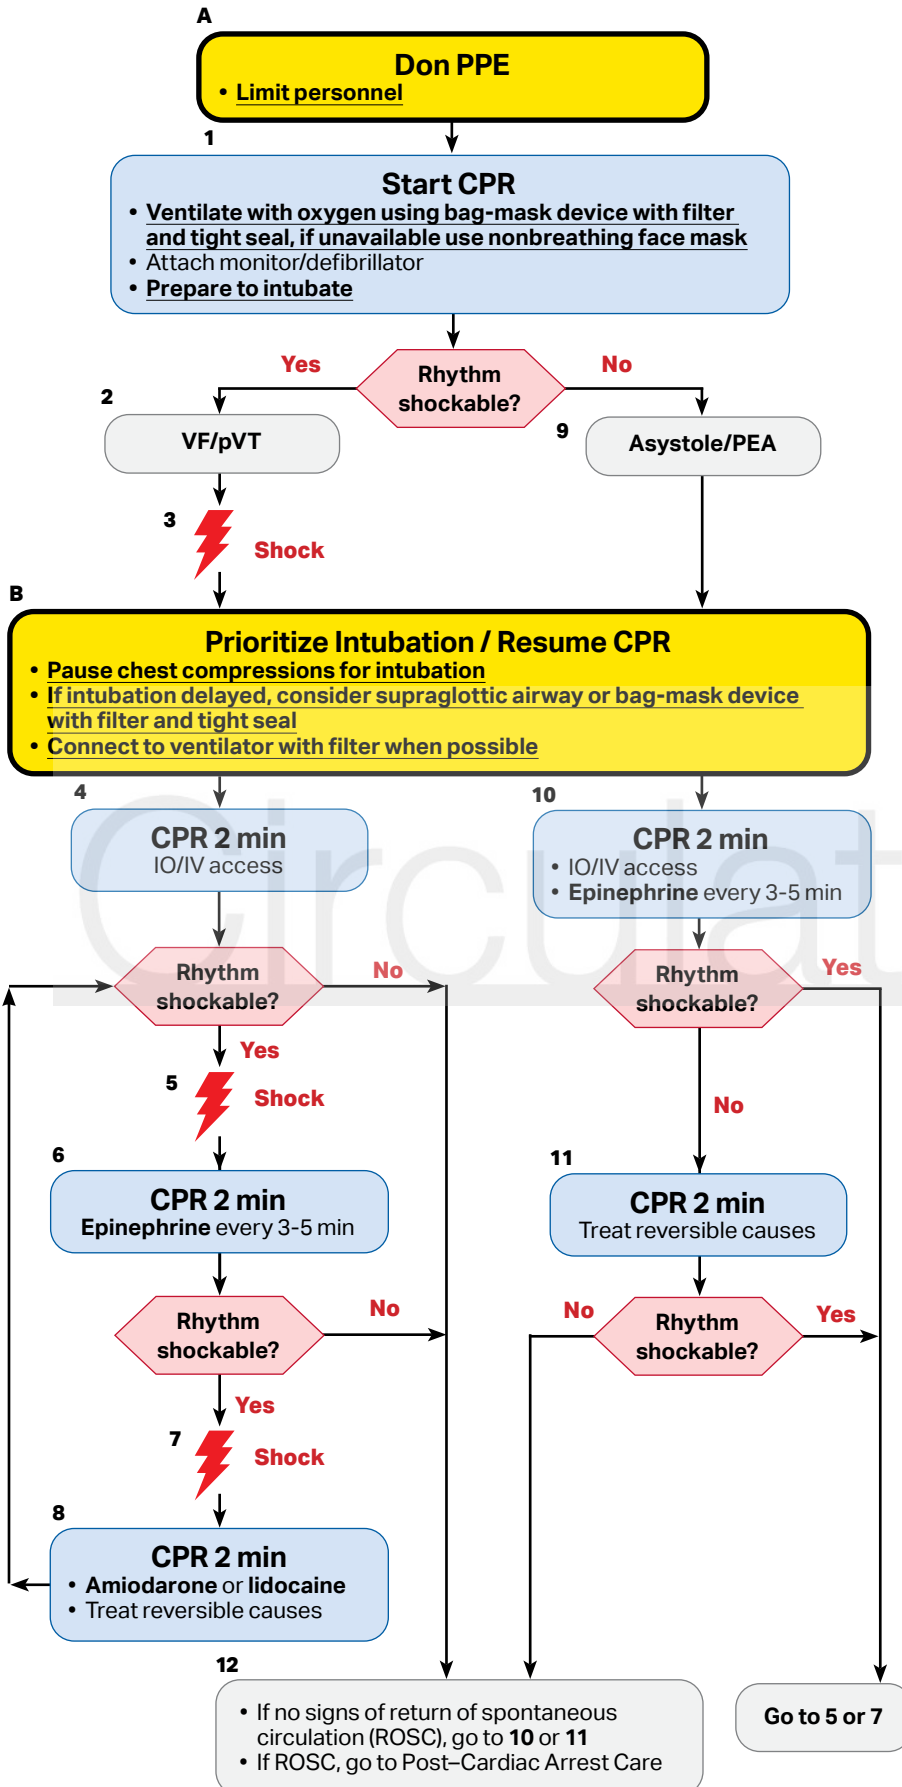 A
Don PPE
• Limit personnel
1
Start CPR
• Ventilate with oxygen using bag-mask device with filter
and tight seal, if unavailable use nonbreathing face mask
• Attach monitor/defibrillator
• Prepare to intubate
Rhythm
shockable?
Yes
No
2
VF/pVT
9
Asystole/PEA
3
Shock
B
Prioritize Intubation / Resume CPR
• Pause chest compressions for intubation
• If intubation delayed, consider supraglottic airway or bag-mask device
with filter and tight seal
• Connect to ventilator with filter when possible
4
CPR 2 min
IO/IV access
10
CPR 2 min
• IO/IV access
• Epinephrine every 3-5 min
Circulat
Rhythm
shockable?
No
Rhythm
shockable?
Yes
Yes
5
Shock
No
6
CPR 2 min
Epinephrine every 3-5 min
11
CPR 2 min
Treat reversible causes
Rhythm
shockable?
No
No
Rhythm
shockable?
Yes
Yes
7
Shock
8
CPR 2 min
• Amiodarone or lidocaine
• Treat reversible causes
12
• If no signs of return of spontaneous
circulation (ROSC), go to 10 or 11
• If ROSC, go to Post–Cardiac Arrest Care
Go to 5 or 7